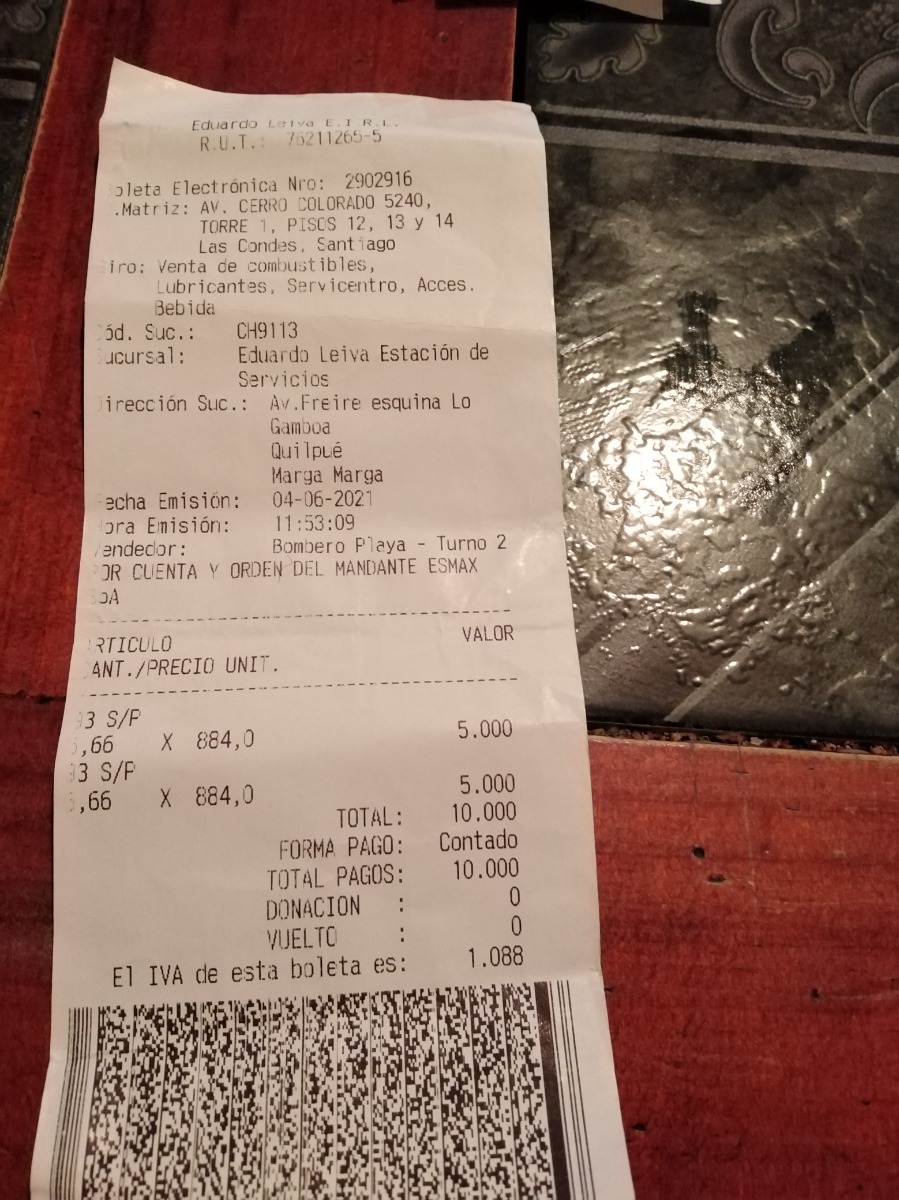 Eduardo Leiva E.I.R.L.
R.U.T.: 76211265-5
oleta Electrónica Nro: 2902916
.Matriz: AV. CERRO COLORADO 5240,
TORRE 1, PISOS 12, 13 y 14
Las Condes, Santiago
iro: Venta de combustibles,
Lubricantes, Servicentro, Acces.
Bebida
ód. Suc.: CH9113
ucursal: Eduardo Leiva Estación de
Servicios
irección Suc.: Av.Freire esquina Lo
Gamboa
Quilpué
Marga Marga
echa Emisión: 04-06-2021
ora Emisión: 11:53:09
endedor: Bombero Playa - Turno 2
OR CUENTA Y ORDEN DEL MANDANTE ESMAX
PA
RTICULO VALOR
ANT./PRECIO UNIT.
3 S/P
,66 X 884,0 5.000
93 S/P
,66 X 884,0 5.000
TOTAL: 10.000
FORMA PAGO: Contado
TOTAL PAGOS: 10.000
DONACION : 0
VUELTO : 0
El IVA de esta boleta es: 1.088